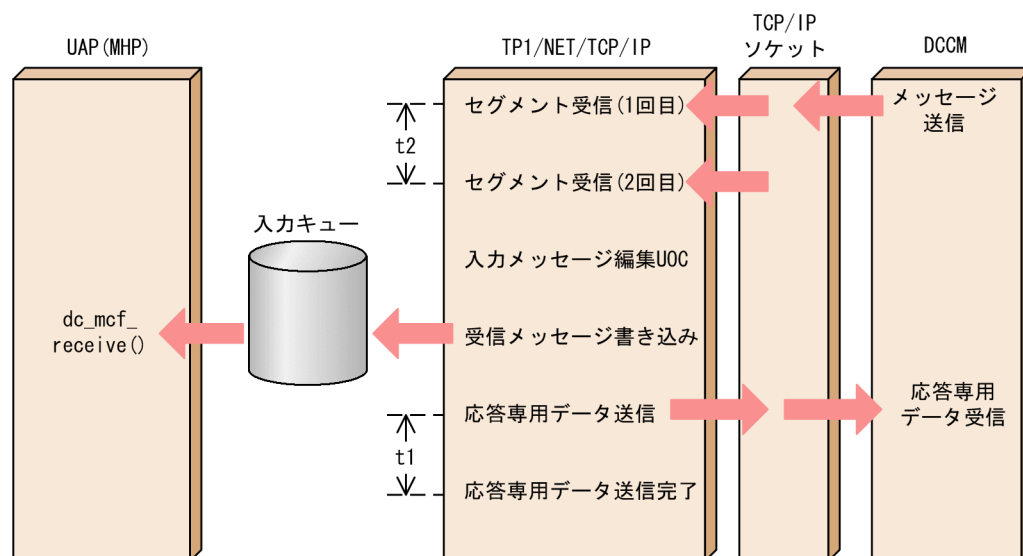 UAP(MHP)
TP1/NET/TCP/IP
TCP/IP
ソケット
DCCM
セグメント受信(1回目)
メッセージ
送信
t2
セグメント受信(2回目)
入力キュー
入力メッセージ編集UOC
dc_mcf_
receive()
受信メッセージ書き込み
応答専用データ送信
応答専用
データ受信
t1
応答専用データ送信完了